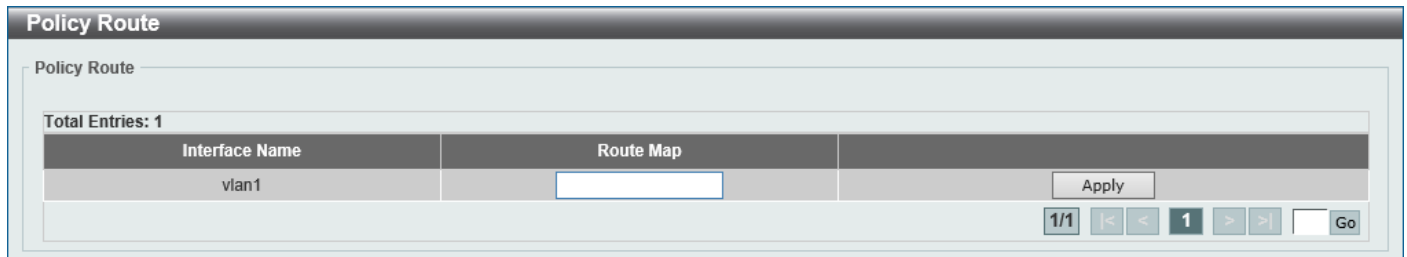 Policy Route
Policy Route
Total Entries: 1
Interface Name Route Map
vlan1 Apply
1/1 |< < 1 > >| Go